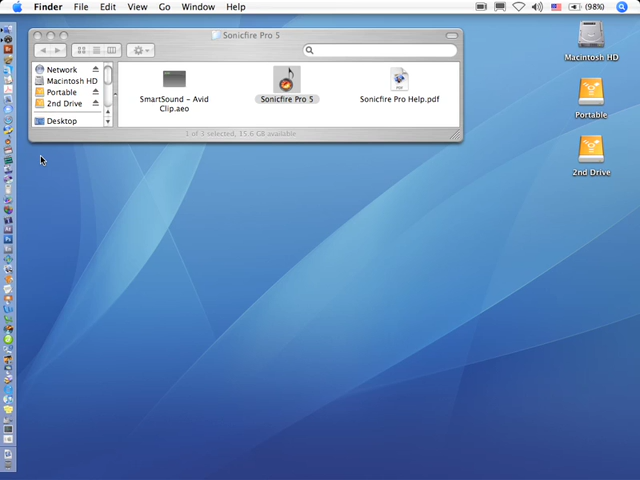 Finder File Edit View Go Window Help (98%)
Sonicfire Pro 5
Network
Macintosh HD
Portable
2nd Drive
Desktop
SmartSound - Avid
Clip.aeo
Sonicfire Pro 5
Sonicfire Pro Help.pdf
PDF
1 of 3 selected, 15.6 GB available
Macintosh HD
Portable
2nd Drive